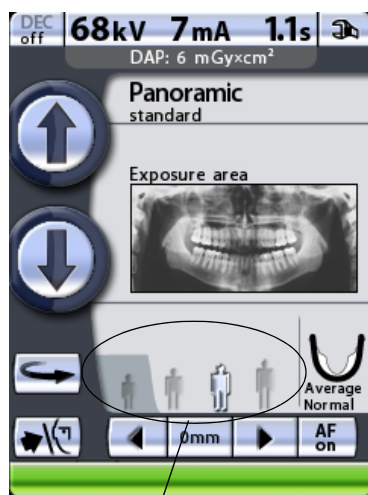 DEC
off
68kV 7mA 1.1s
DAP: 6 mGy×cm²
Panoramic
standard
Exposure area
Average
Normal
0mm
AF
on